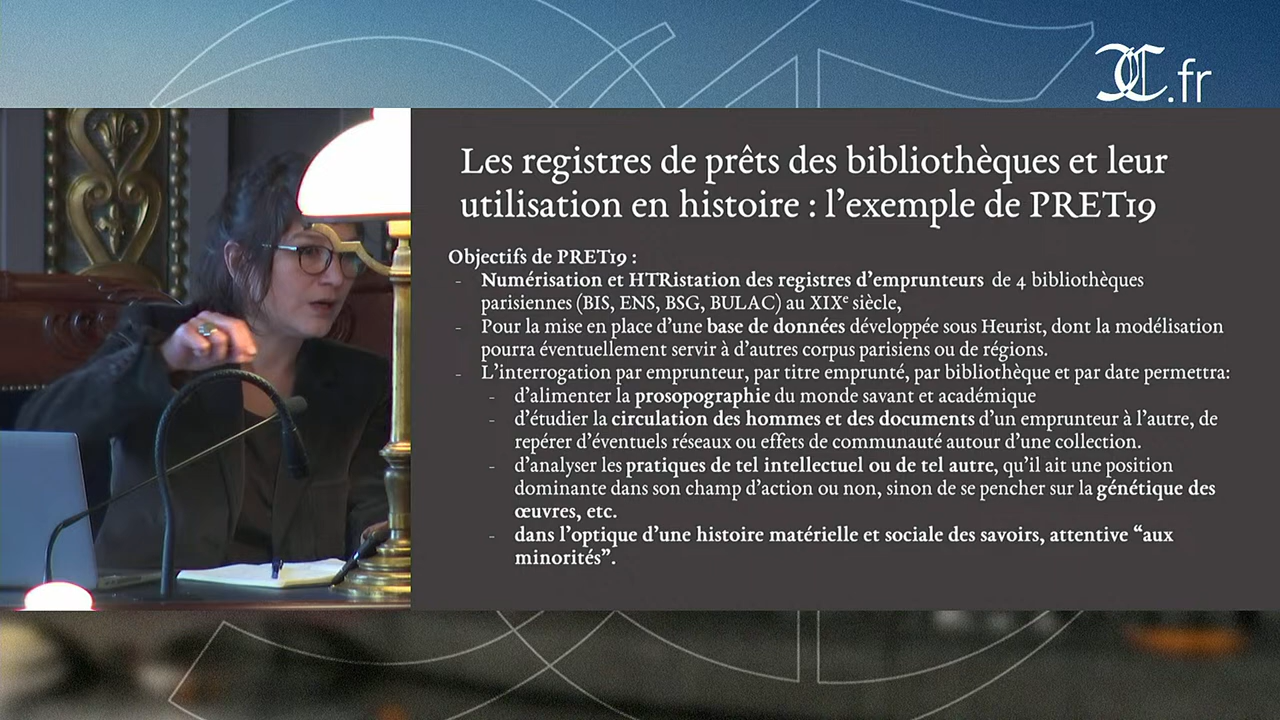 .fr
Les registres de prêts des bibliothèques et leur
utilisation en histoire : l'exemple de PRET19
Objectifs de PRET19 :
- Numérisation et HTRistation des registres d'emprunteurs de 4 bibliothèques
parisiennes (BIS, ENS, BSG, BULAC) au XIXᵉ siècle,
- Pour la mise en place d'une base de données développée sous Heurist, dont la modélisation
pourra éventuellement servir à d'autres corpus parisiens ou de régions.
- L'interrogation par emprunteur, par titre emprunté, par bibliothèque et par date permettra:
- d'alimenter la prosopographie du monde savant et académique
- d'étudier la circulation des hommes et des documents d'un emprunteur à l'autre, de
repérer d'éventuels réseaux ou effets de communauté autour d'une collection.
- d'analyser les pratiques de tel intellectuel ou de tel autre, qu'il ait une position
dominante dans son champ d'action ou non, sinon de se pencher sur la génétique des
œuvres, etc.
- dans l'optique d'une histoire matérielle et sociale des savoirs, attentive “aux
minorités”.